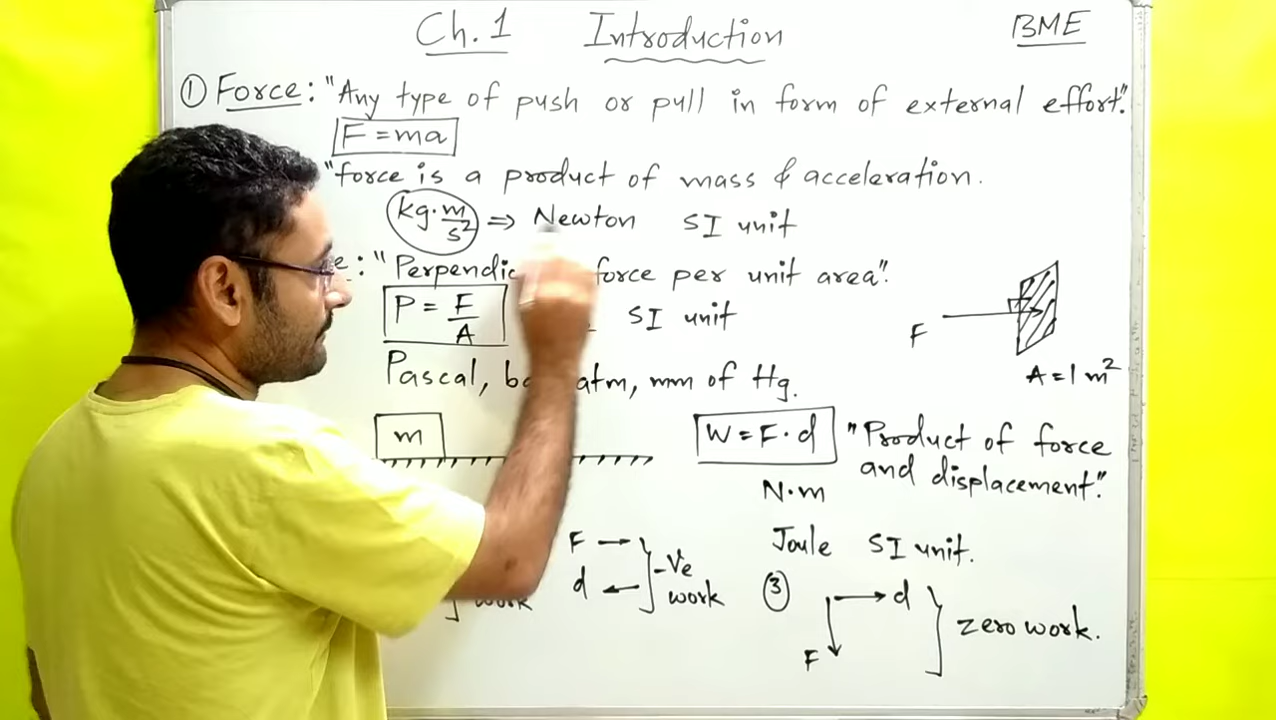 Ch. 1 Introduction BME
① Force: "Any type of push or pull in form of external effort."
F = ma
"force is a product of mass & acceleration.
kg · m/s² ⇒ Newton SI unit
: "Perpendic force per unit area".
P = F/A SI unit
F
A = 1 m²
Pascal, atm, mm of Hg.
m
W = F · d "Product of force
and displacement."
N · m
Joule SI unit.
F → -ve
d ← work
work
③ → d zero work.
F